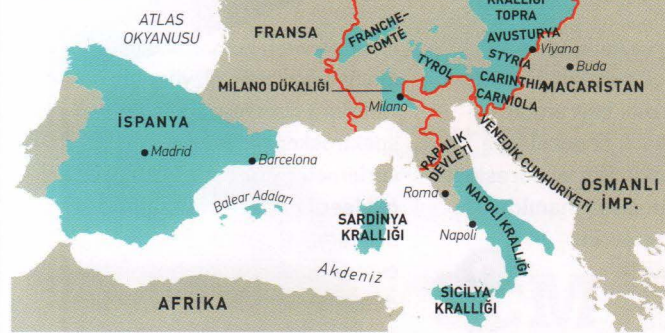 KRALLIĞI
TOPRA
ATLAS
OKYANUSU
FRANSA
FRANCHE-
COMTÉ
AVUSTURYA
Viyana
STYRIA
Buda
TYROL
CARINTHIA
MACARİSTAN
MİLANO DÜKALIĞI
CARNIOLA
Milano
İSPANYA
VENEDİK CUMHURİYETİ
PAPALIK
DEVLETİ
Madrid
Barcelona
OSMANLI
İMP.
Roma
Balear Adaları
NAPOLİ KRALLIĞI
SARDİNYA
KRALLIĞI
Napoli
Akdeniz
AFRİKA
SİCİLYA
KRALLIĞI